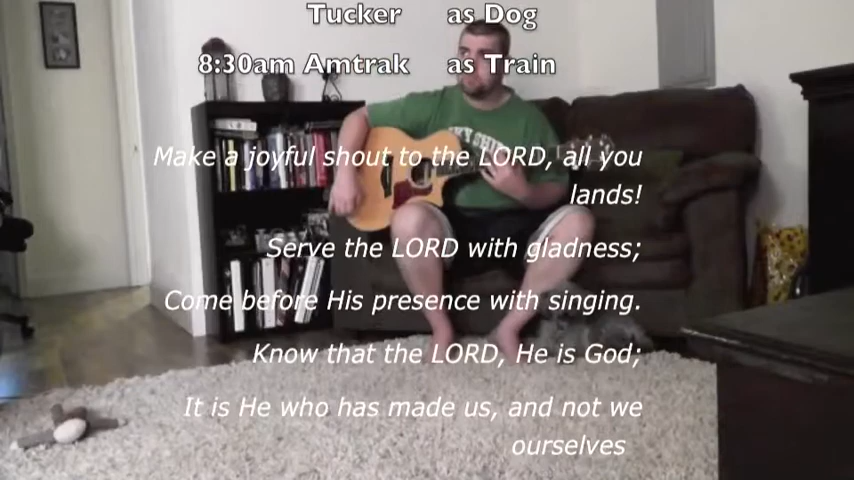 Tucker as Dog
8:30am Amtrak as Train
Make a joyful shout to the LORD, all you
lands!
Serve the LORD with gladness;
Come before His presence with singing.
Know that the LORD, He is God;
It is He who has made us, and not we
ourselves